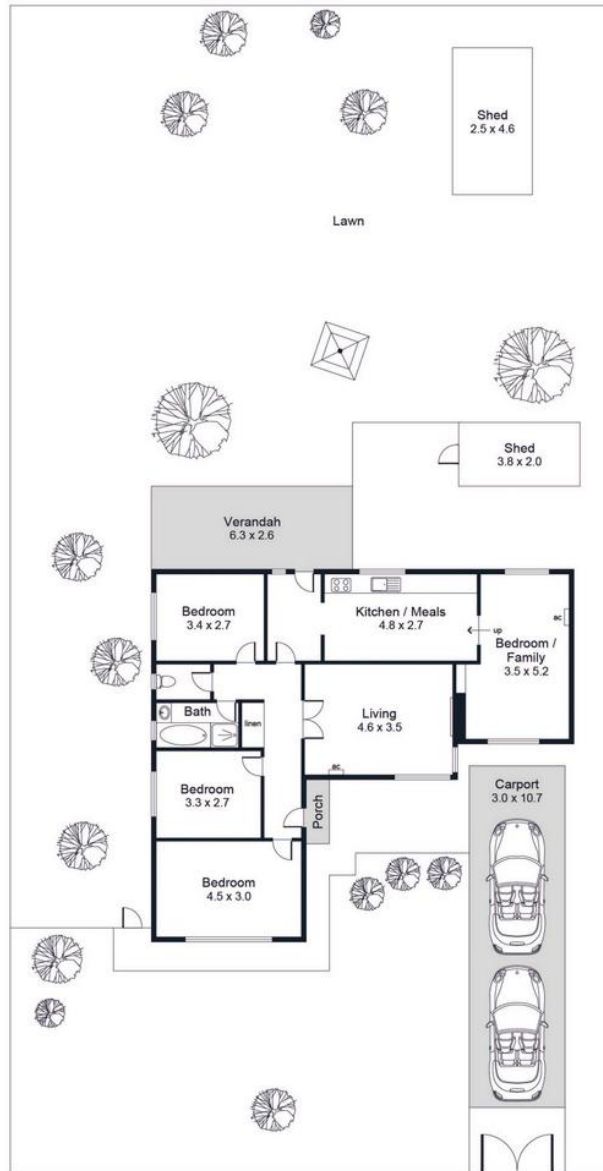 Shed
2.5 x 4.6
Lawn
Shed
3.8 x 2.0
Verandah
6.3 x 2.6
Bedroom
3.4 x 2.7
Kitchen / Meals
4.8 x 2.7
up
ac
Bedroom /
Family
3.5 x 5.2
Bath
linen
Living
4.6 x 3.5
ac
Bedroom
3.3 x 2.7
Porch
Carport
3.0 x 10.7
Bedroom
4.5 x 3.0